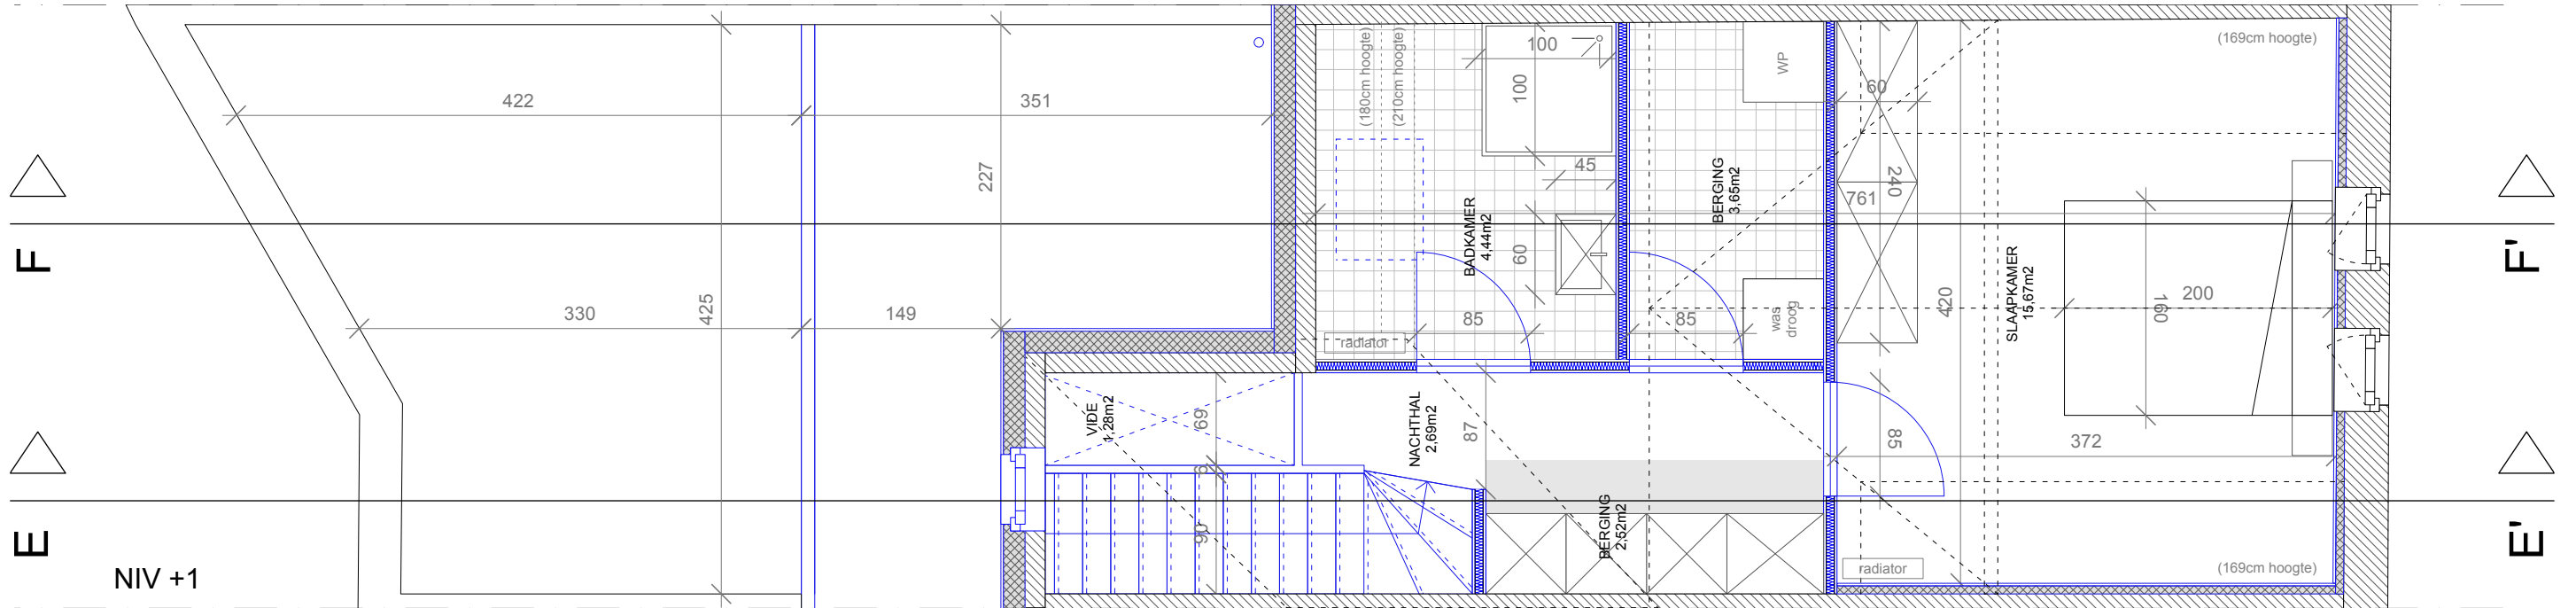 (180cm hoogte)
(210cm hoogte)
100
100
WP
60
(169cm hoogte)
422
351
227
45
BADKAMER
4,44m2
BERGING
3,65m2
240
761
60
F
F'
330
425
149
85
85
radiator
was
droog
420
SLAAPKAMER
15,67m2
160
200
VIDE
1,28m2
69
NACHTHAL
2,69m2
87
85
372
6
90
BERGING
2,52m2
E
E'
NIV +1
radiator
(169cm hoogte)